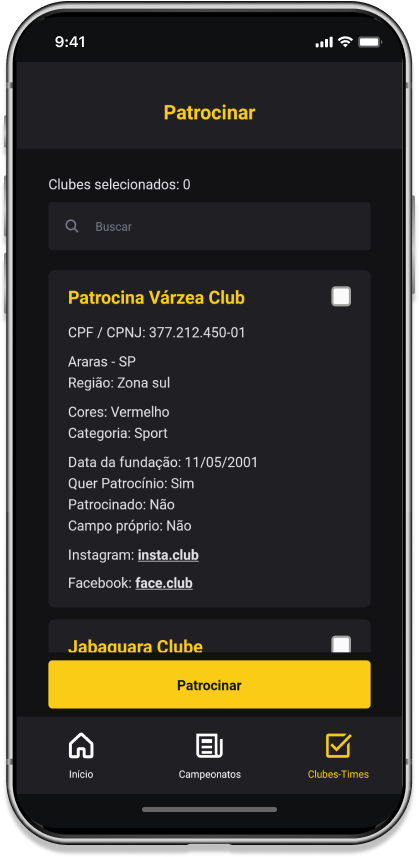 9:41
Patrocinar
Clubes selecionados: 0
Buscar
Patrocina Várzea Club
CPF / CPNJ: 377.212.450-01
Araras - SP
Região: Zona sul
Cores: Vermelho
Categoria: Sport
Data da fundação: 11/05/2001
Quer Patrocínio: Sim
Patrocinado: Não
Campo próprio: Não
Instagram: insta.club
Facebook: face.club
Jabaquara Clube
Patrocinar
Início
Campeonatos
Clubes-Times